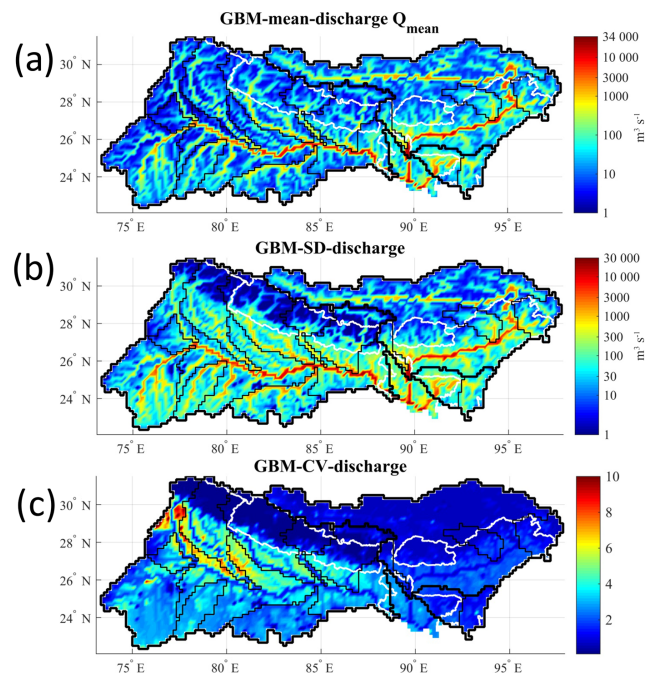 GBM-mean-discharge Q_mean
(a)
30° N
28° N
26° N
24° N
75° E 80° E 85° E 90° E 95° E
34 000
10 000
3000
1000
100
10
1
m³ s⁻¹
GBM-SD-discharge
(b)
30° N
28° N
26° N
24° N
75° E 80° E 85° E 90° E 95° E
30 000
10 000
3000
1000
100
10
1
m³ s⁻¹
GBM-CV-discharge
(c)
30° N
28° N
26° N
24° N
75° E 80° E 85° E 90° E 95° E
10
8
6
4
2